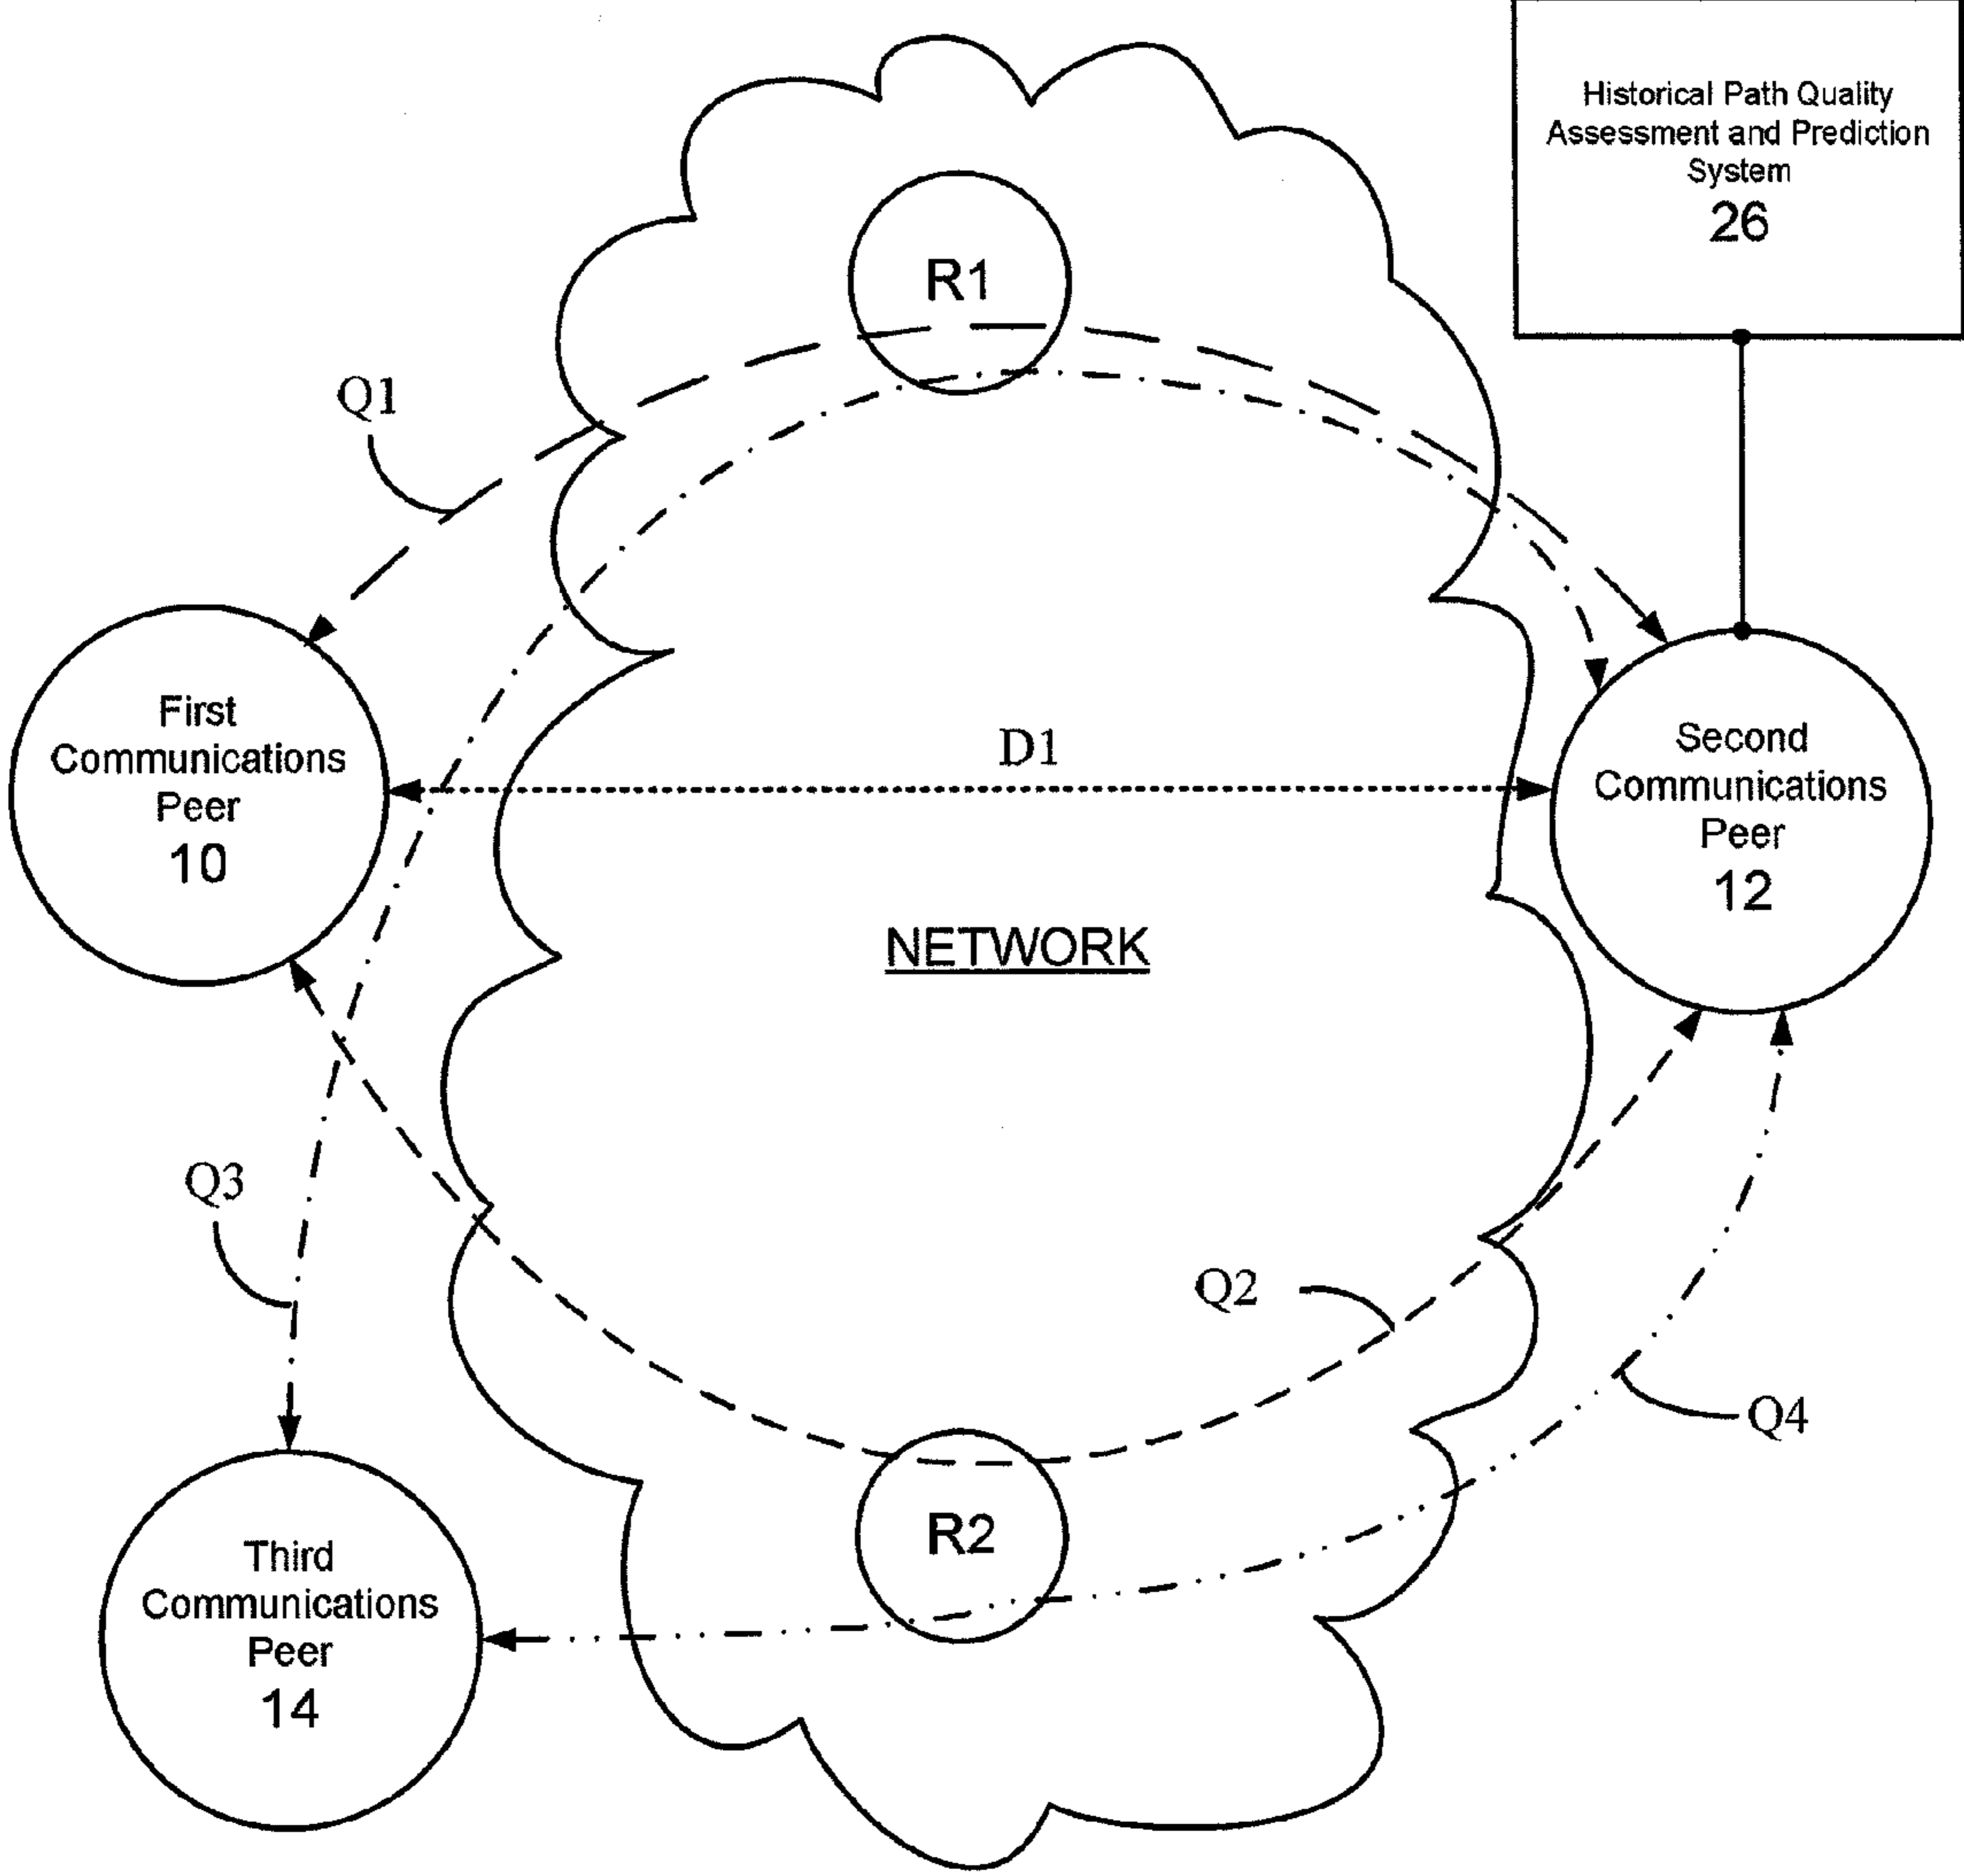 Historical Path Quality
Assessment and Prediction
System
26
R1
Q1
First
Communications
Peer
10
D1
Second
Communications
Peer
12
NETWORK
Q3
Q2
Q4
R2
Third
Communications
Peer
14